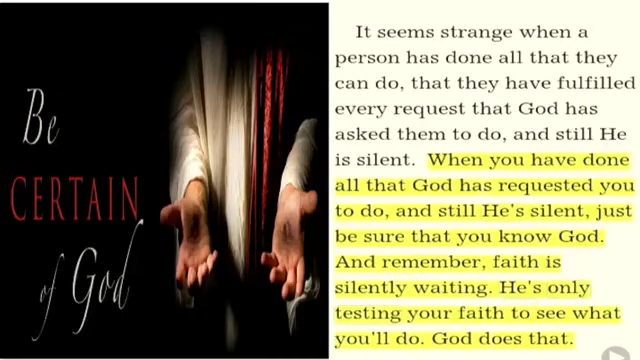 Be
CERTAIN
of God
It seems strange when a
person has done all that they
can do, that they have fulfilled
every request that God has
asked them to do, and still He
is silent. When you have done
all that God has requested you
to do, and still He's silent, just
be sure that you know God.
And remember, faith is
silently waiting. He's only
testing your faith to see what
you'll do. God does that.